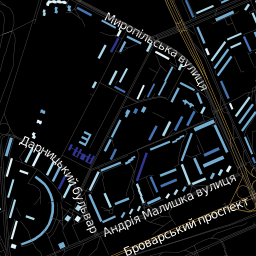 Миропільська вулиця
Дарницький бульвар
Андрія Малишка вулиця
Броварський проспект